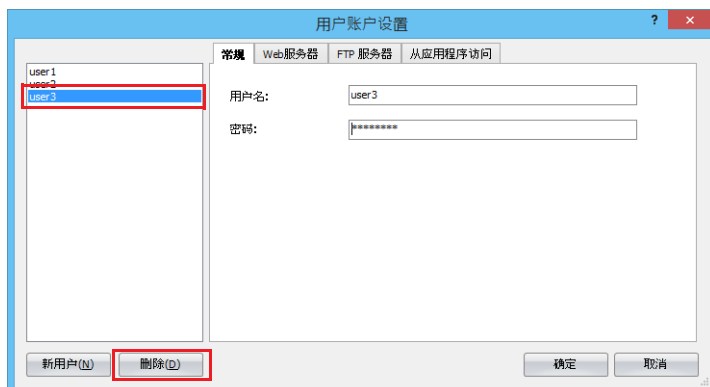 用户账户设置
?
×
常规 Web服务器 FTP 服务器 从应用程序访问
user1
user2
user3
用户名: user3
密码: ********
新用户(N) 删除(D) 确定 取消